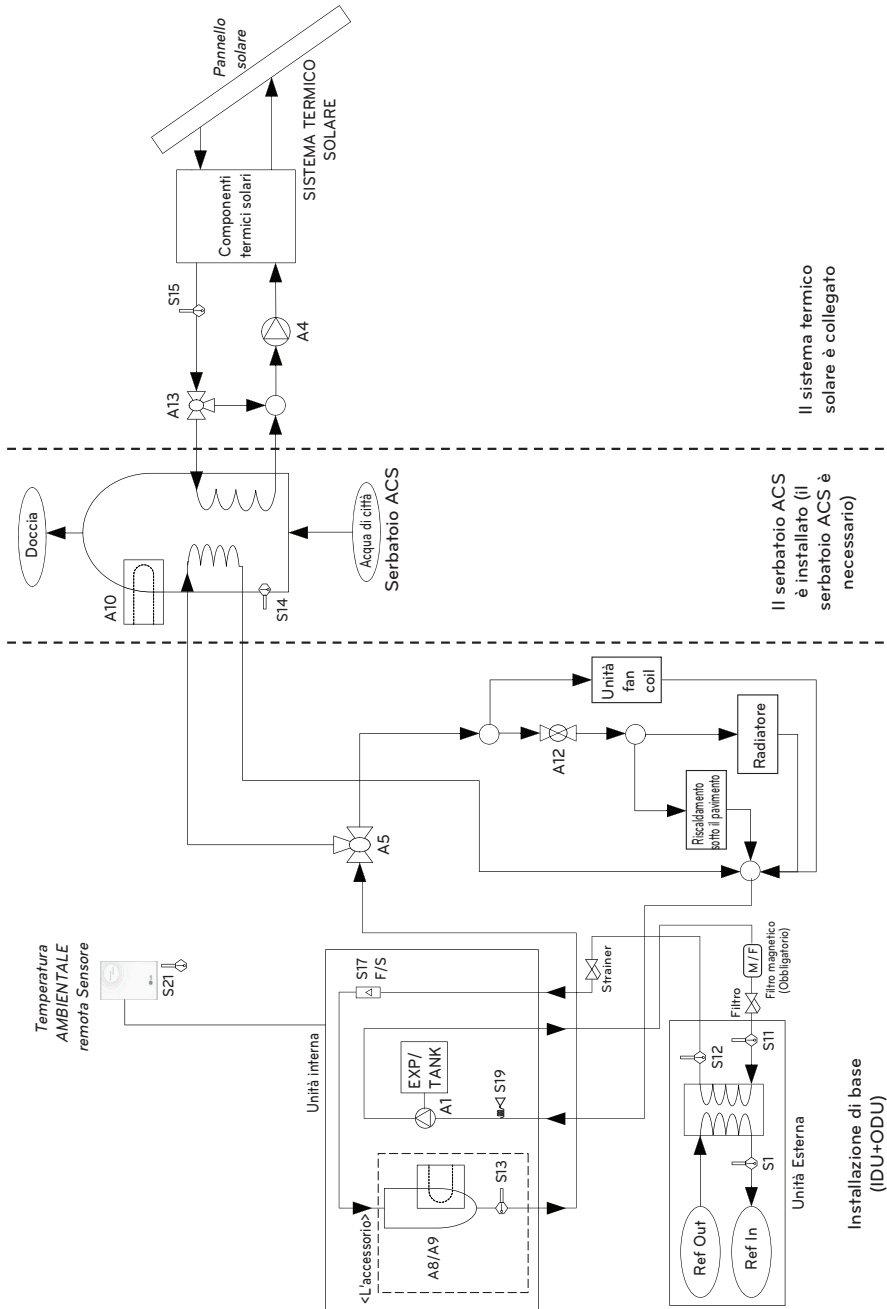 Temperatura
AMBIENTALE
remota Sensore
S21
Unità interna
<L'accessorio>
A8/A9
S13
EXP/
TANK
A1
S19
S17
F/S
Strainer
Ref Out
Ref In
S1
S12
S11
Unità Esterna
Filtro
M/F
Filtro magnetico
(Obbligatorio)
A5
A12
Unità
fan
coil
Radiatore
Riscaldamento
sotto il pavimento
Installazione di base
(IDU+ODU)
Doccia
A10
S14
Acqua di città
Serbatoio ACS
Il serbatoio ACS
è installato (il
serbatoio ACS è
necessario)
A13
S15
A4
Componenti
termici solari
Pannello
solare
SISTEMA TERMICO
SOLARE
Il sistema termico
solare è collegato